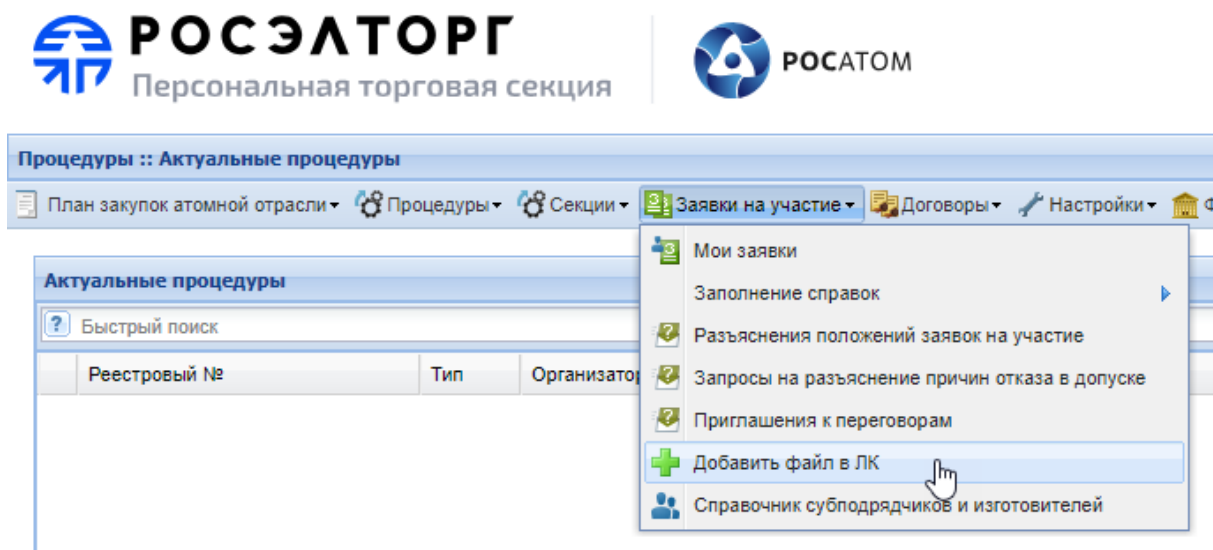 РОСЭЛТОРГ
Персональная торговая секция
РОСАТОМ
Процедуры :: Актуальные процедуры
План закупок атомной отрасли Процедуры Секции Заявки на участие Договоры Настройки Ф
Мои заявки
Актуальные процедуры
Заполнение справок
? Быстрый поиск
Разъяснения положений заявок на участие
Реестровый № Тип Организатор
Запросы на разъяснение причин отказа в допуске
Приглашения к переговорам
Добавить файл в ЛК
Справочник субподрядчиков и изготовителей